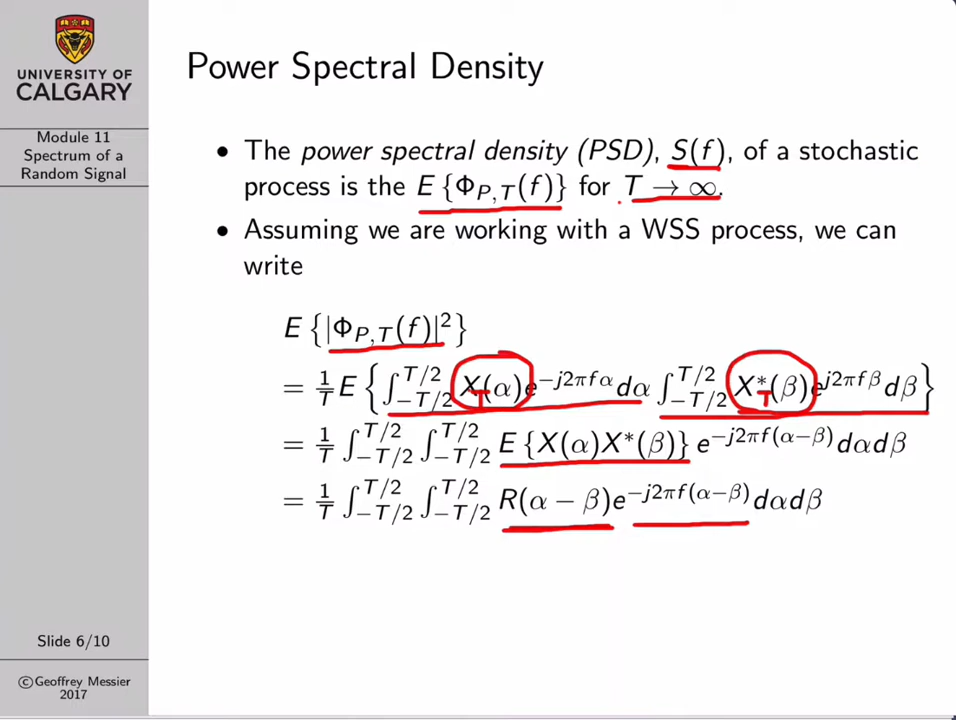 UNIVERSITY OF
CALGARY
Module 11
Spectrum of a
Random Signal
Power Spectral Density
• The power spectral density (PSD), S(f), of a stochastic
process is the E {Φ_{P,T}(f)} for T → ∞.
• Assuming we are working with a WSS process, we can
write
E {|Φ_{P,T}(f)|²}
= 1/T E {∫_{-T/2}^{T/2} X_T(α)e^{-j2πfα}dα ∫_{-T/2}^{T/2} X_T^*(β)e^{j2πfβ}dβ}
= 1/T ∫_{-T/2}^{T/2} ∫_{-T/2}^{T/2} E {X(α)X^*(β)} e^{-j2πf(α−β)}dαdβ
= 1/T ∫_{-T/2}^{T/2} ∫_{-T/2}^{T/2} R(α − β)e^{-j2πf(α−β)}dαdβ
Slide 6/10
©Geoffrey Messier
2017